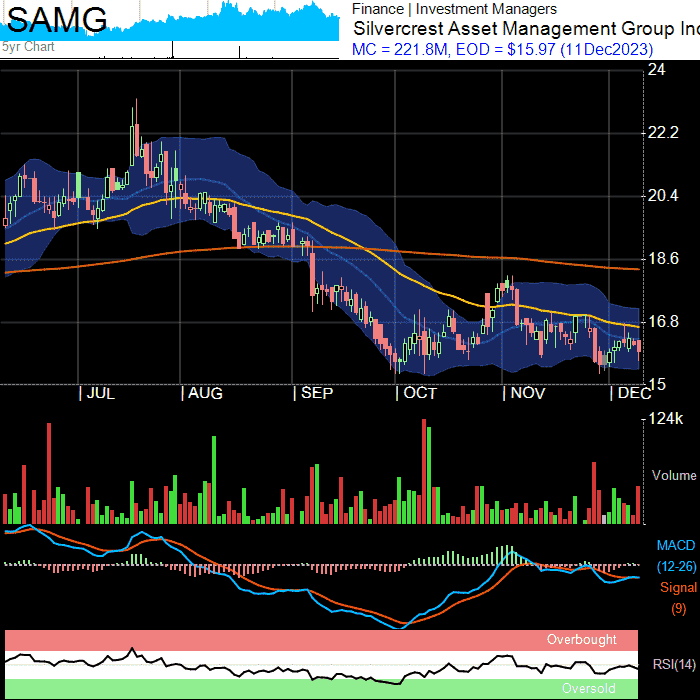 SAMG
5yr Chart
Finance | Investment Managers
Silvercrest Asset Management Group Inc
MC = 221.8M, EOD = $15.97 (11Dec2023)
24
22.2
20.4
18.6
16.8
15
| JUL | AUG | SEP | OCT | NOV | DEC
124k
Volume
MACD
(12-26)
Signal
(9)
Overbought
RSI(14)
Oversold